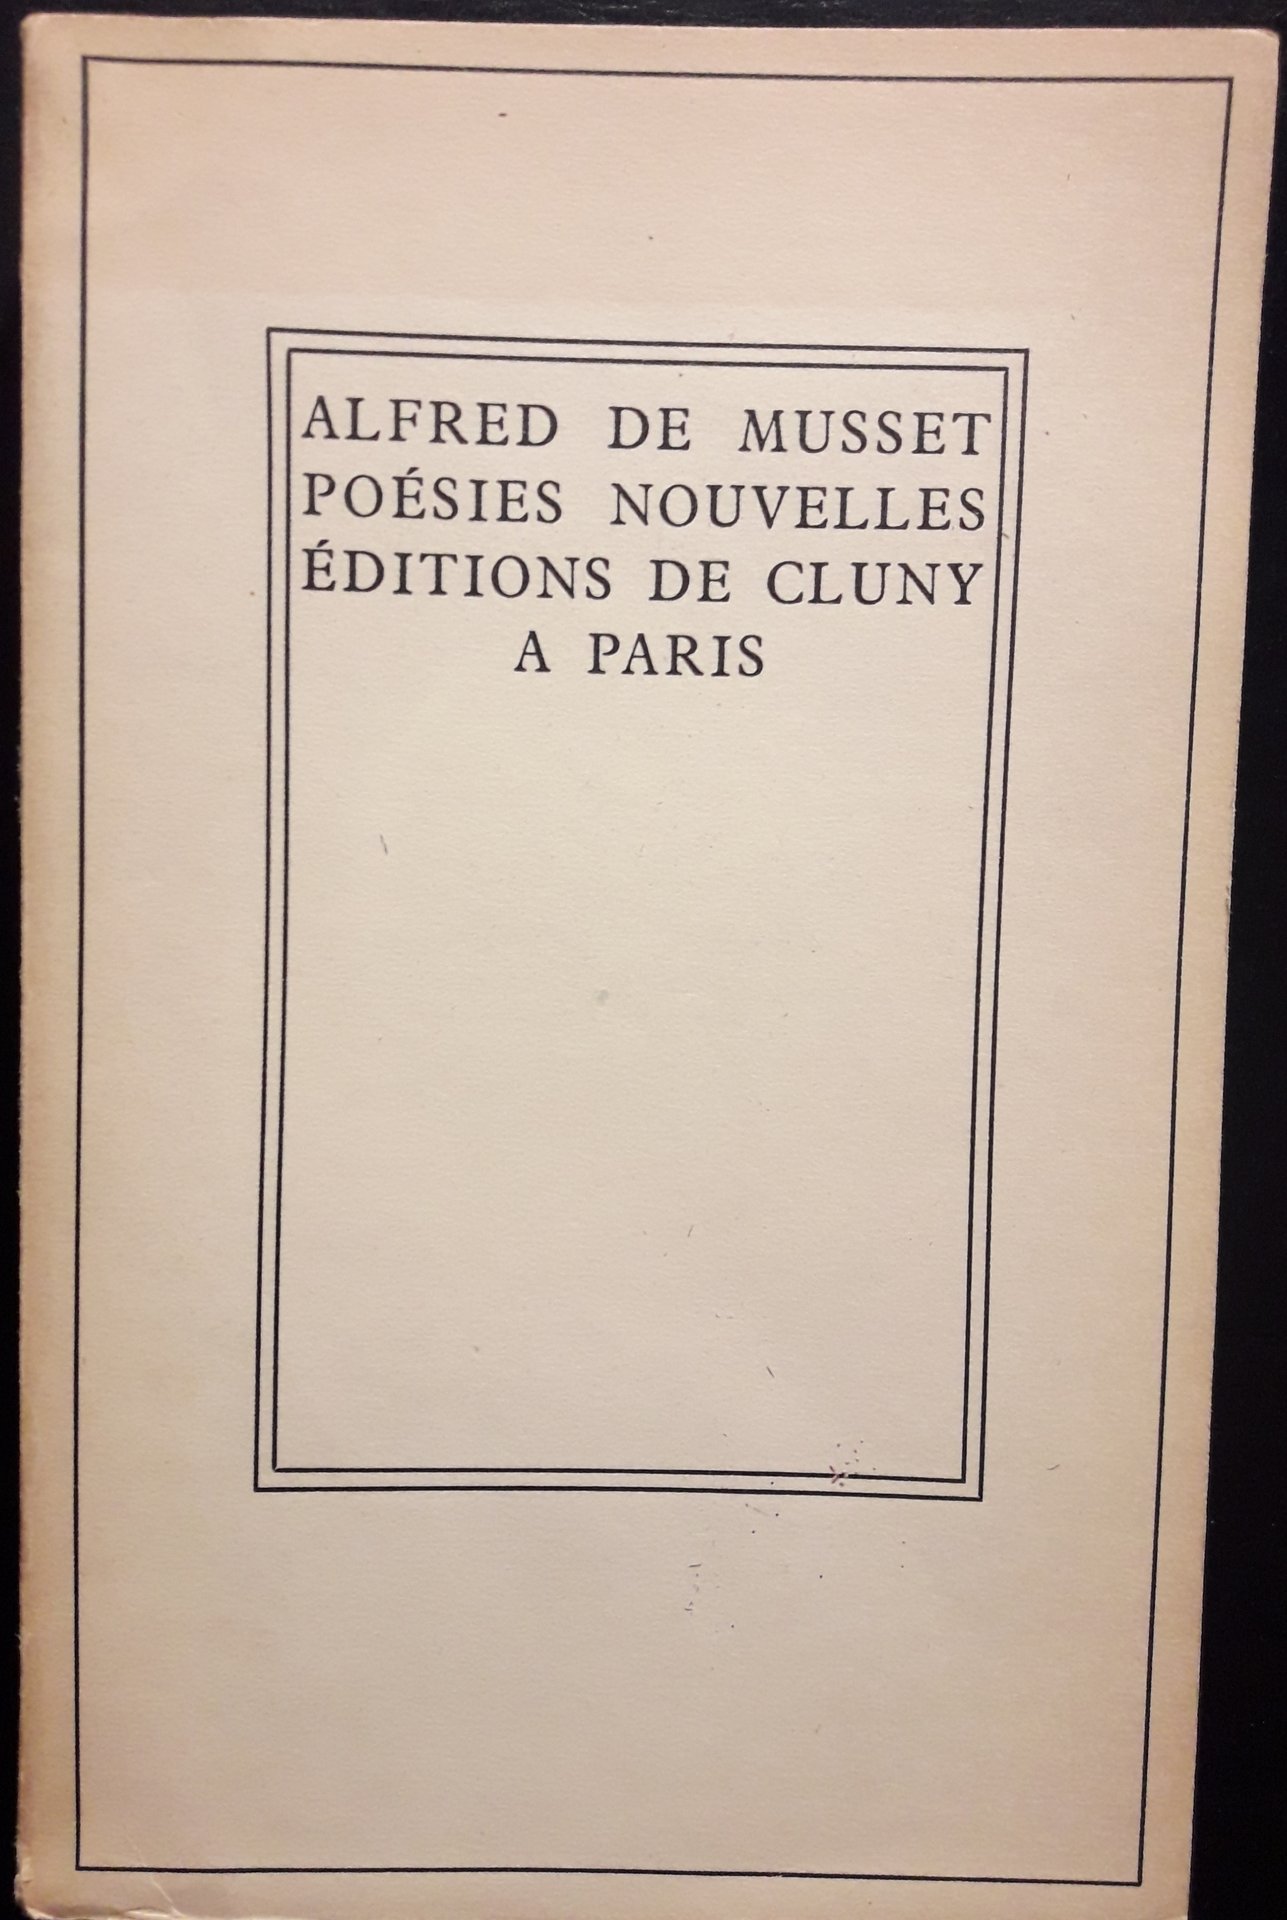 ALFRED DE MUSSET
POÉSIES NOUVELLES
ÉDITIONS DE CLUNY
A PARIS